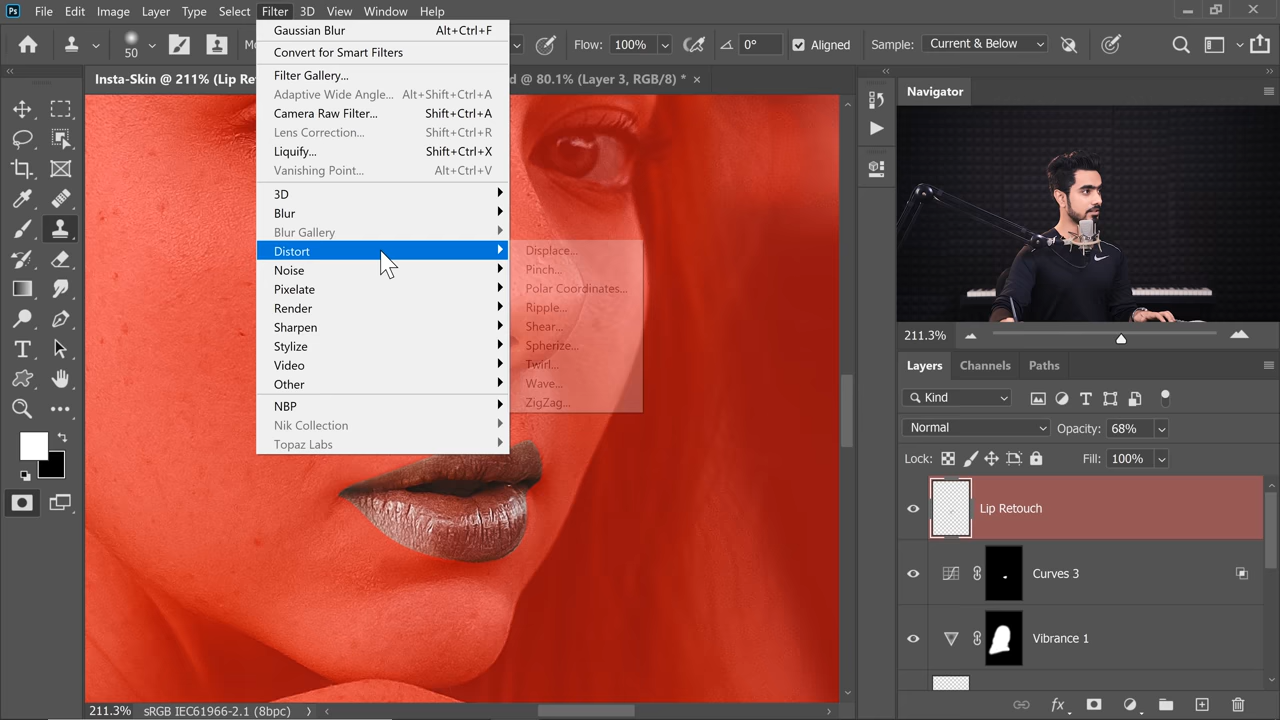 Ps File Edit Image Layer Type Select Filter 3D View Window Help
50 Flow: 100% 0° Aligned Sample: Current & Below
Insta-Skin @ 211% (Lip Re d @ 80.1% (Layer 3, RGB/8) * ×
Gaussian Blur Alt+Ctrl+F
Convert for Smart Filters
Filter Gallery...
Adaptive Wide Angle... Alt+Shift+Ctrl+A
Camera Raw Filter... Shift+Ctrl+A
Lens Correction... Shift+Ctrl+R
Liquify... Shift+Ctrl+X
Vanishing Point... Alt+Ctrl+V
3D
Blur
Blur Gallery
Distort
Noise
Pixelate
Render
Sharpen
Stylize
Video
Other
NBP
Nik Collection
Topaz Labs
Displace...
Pinch...
Polar Coordinates...
Ripple...
Shear...
Spherize...
Twirl...
Wave...
ZigZag...
Navigator
211.3%
Layers Channels Paths
Kind
Normal Opacity: 68%
Lock: Fill: 100%
Lip Retouch
Curves 3
Vibrance 1
fx
211.3% sRGB IEC61966-2.1 (8bpc)